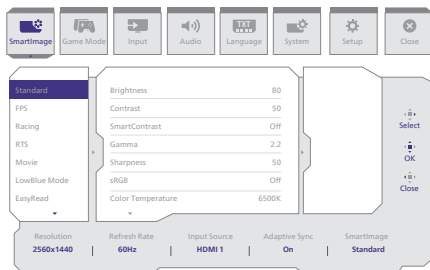 SmartImage
Game Mode
Input
Audio
TXT
Language
System
Setup
Close
Standard
FPS
Racing
RTS
Movie
LowBlue Mode
EasyRead
Brightness 80
Contrast 50
SmartContrast Off
Gamma 2.2
Sharpness 50
sRGB Off
Color Temperature 6500K
Select
OK
Close
Resolution Refresh Rate Input Source Adaptive Sync SmartImage
2560x1440 60Hz HDMI 1 On Standard